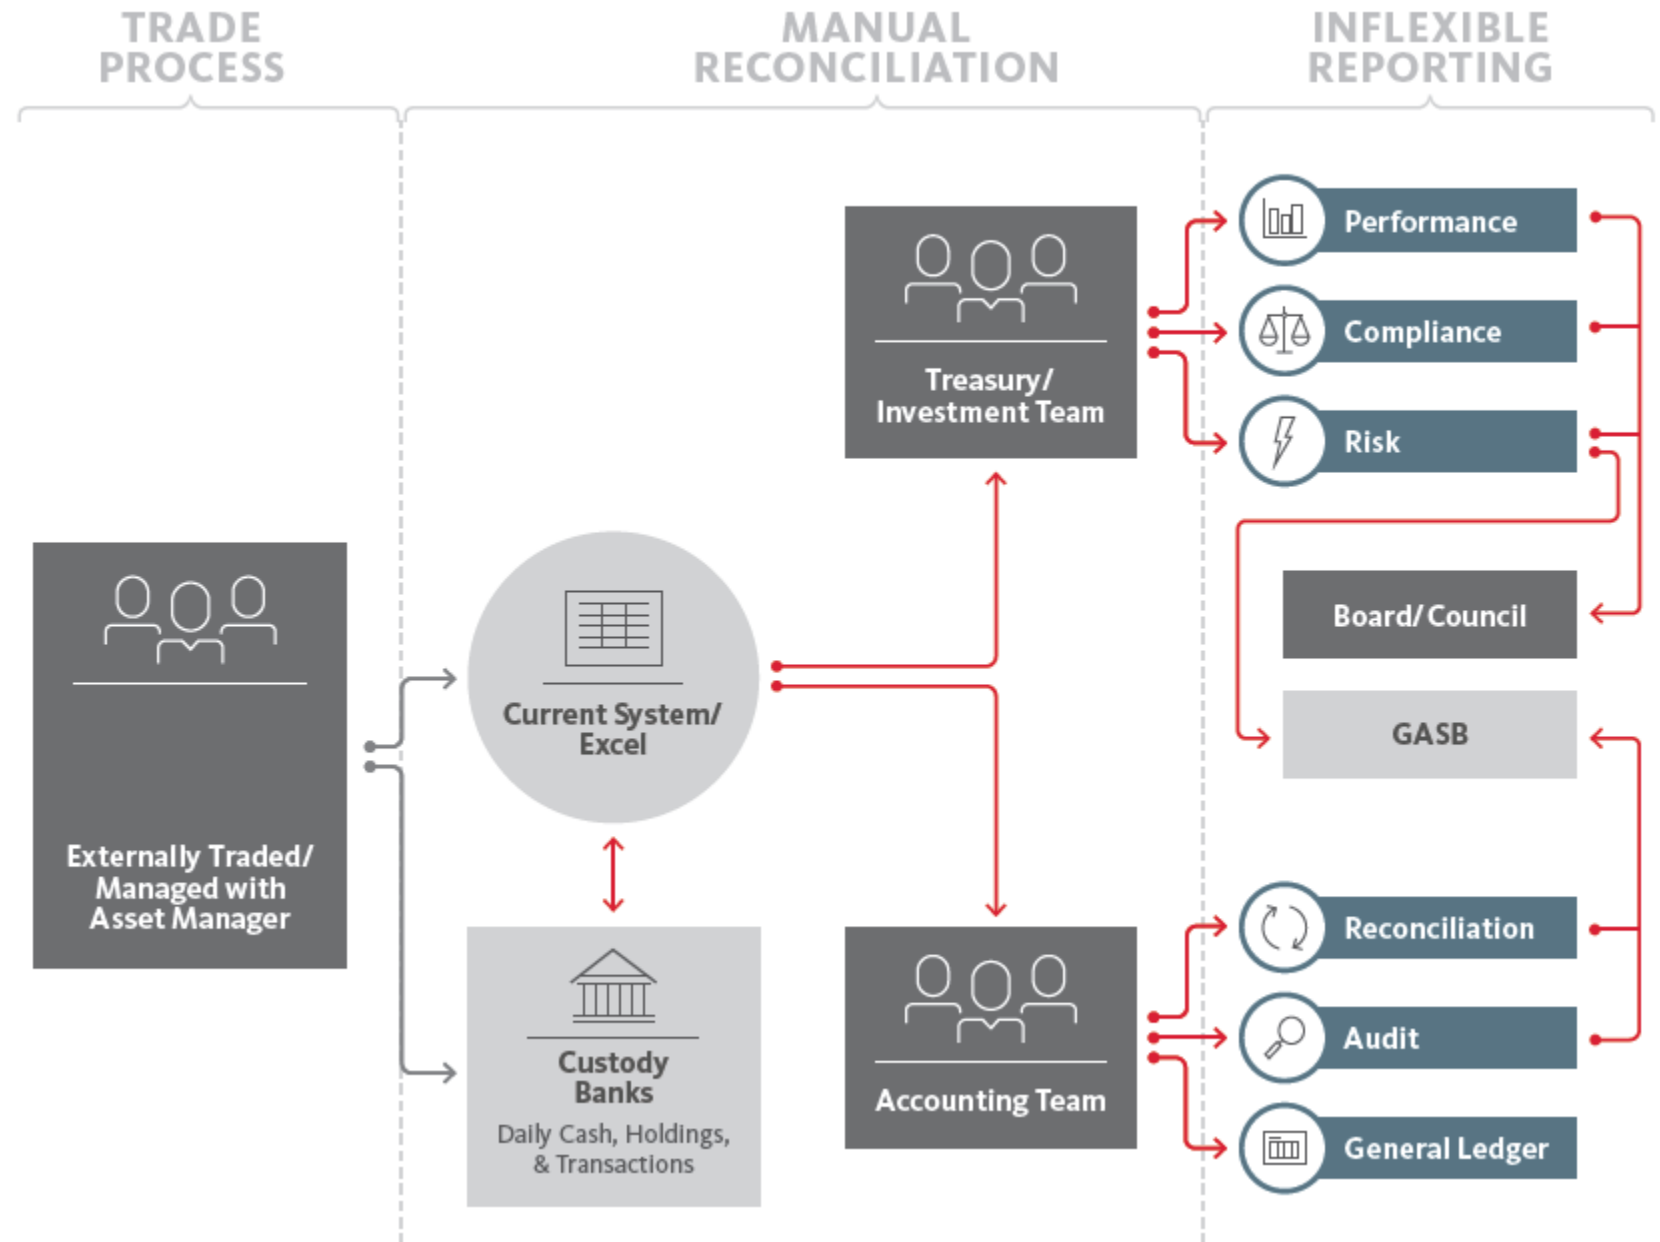 TRADE
PROCESS
MANUAL
RECONCILIATION
INFLEXIBLE
REPORTING
Externally Traded/
Managed with
Asset Manager
Current System/
Excel
Custody
Banks
Daily Cash, Holdings,
& Transactions
Treasury/
Investment Team
Accounting Team
Performance
Compliance
Risk
Board/Council
GASB
Reconciliation
Audit
General Ledger